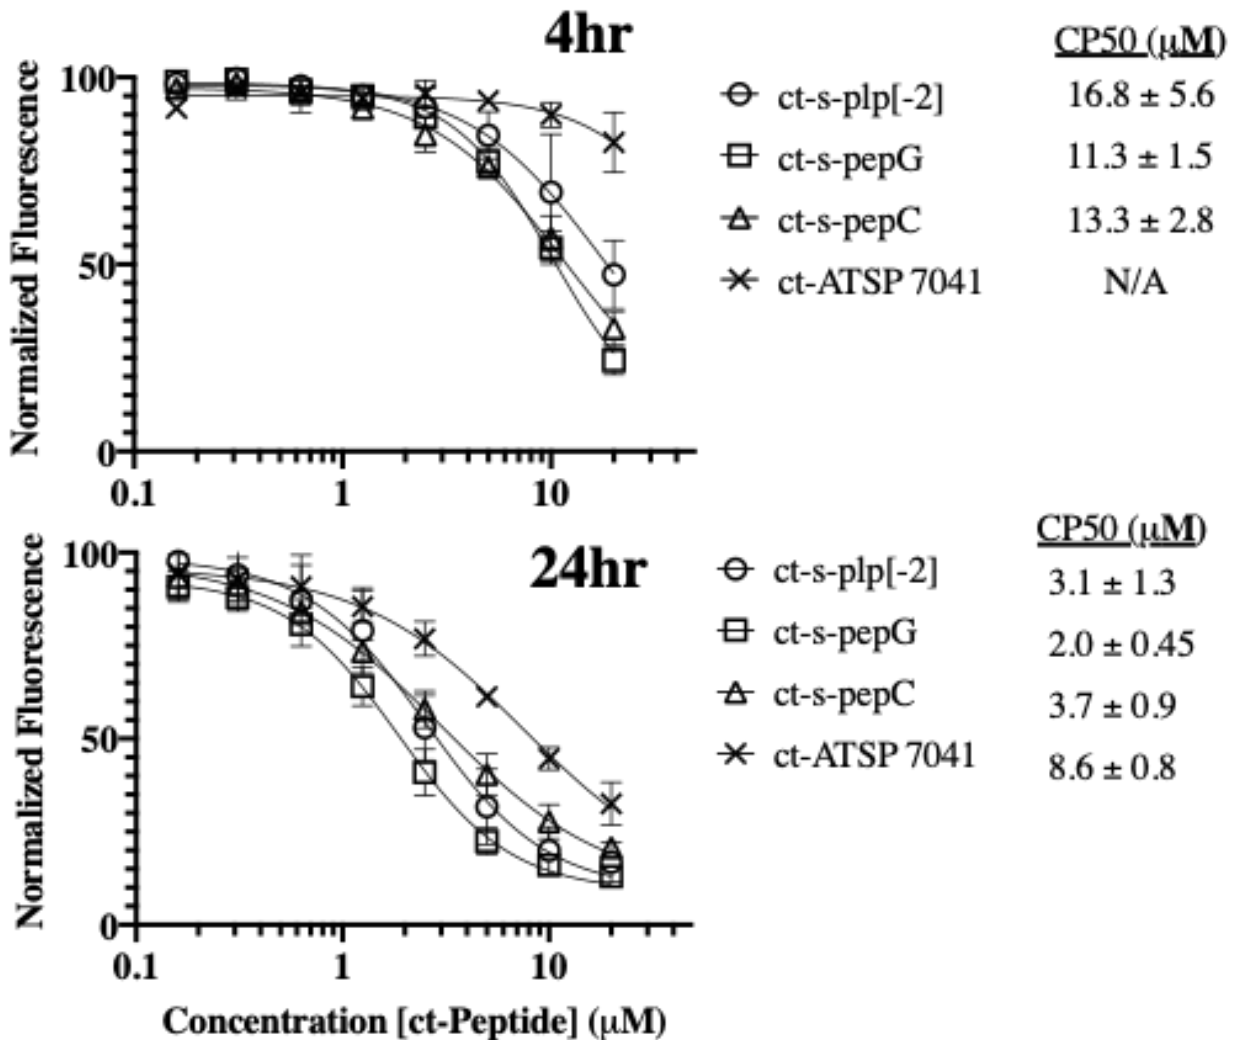 4hr
CP50 (μM)
100
50
0
0.1 1 10
Normalized Fluorescence
ct-s-plp[-2] 16.8 ± 5.6
ct-s-pepG 11.3 ± 1.5
ct-s-pepC 13.3 ± 2.8
ct-ATSP 7041 N/A
24hr
CP50 (μM)
100
50
0
0.1 1 10
Normalized Fluorescence
ct-s-plp[-2] 3.1 ± 1.3
ct-s-pepG 2.0 ± 0.45
ct-s-pepC 3.7 ± 0.9
ct-ATSP 7041 8.6 ± 0.8
Concentration [ct-Peptide] (μM)